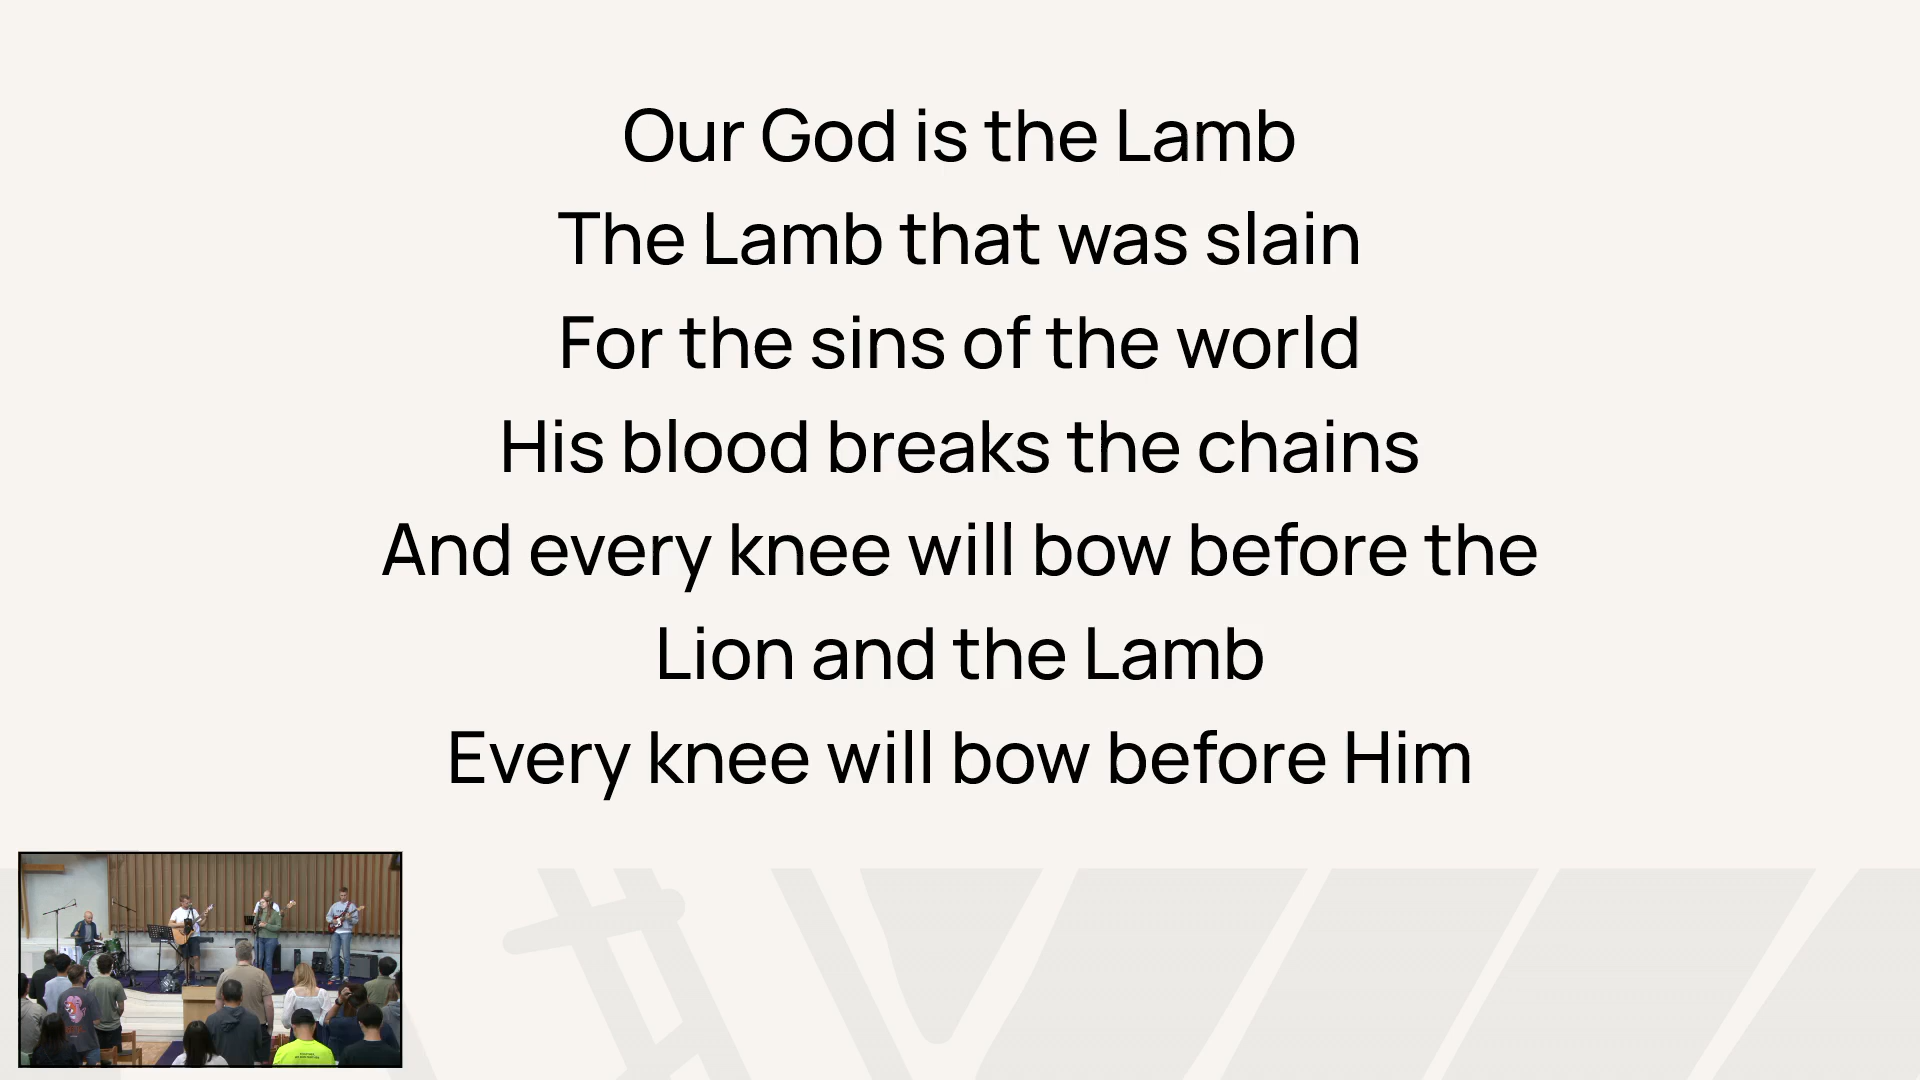 Our God is the Lamb
The Lamb that was slain
For the sins of the world
His blood breaks the chains
And every knee will bow before the
Lion and the Lamb
Every knee will bow before Him